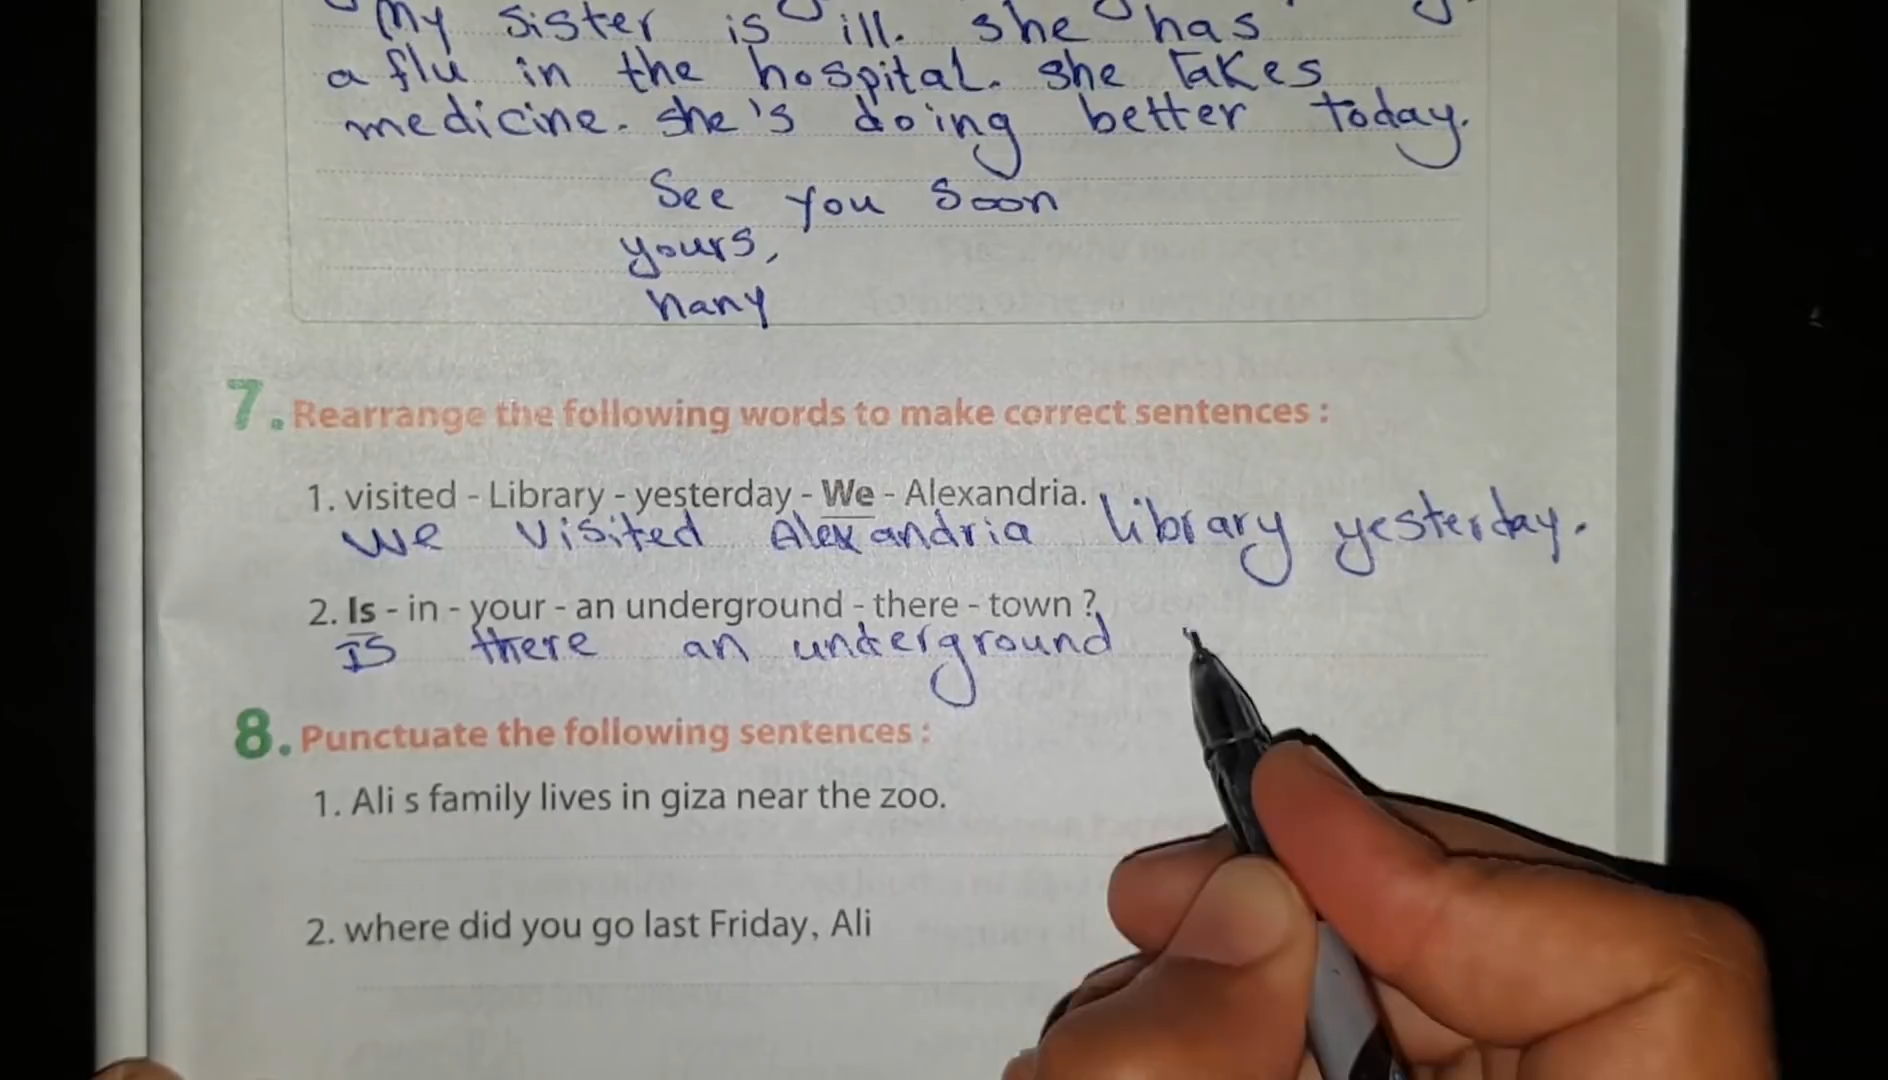 My sister is ill. she has
a flu in the hospital. she takes
medicine. she's doing better today.
See you soon
yours,
hany
7. Rearrange the following words to make correct sentences :
1. visited - Library - yesterday - We - Alexandria.
We visited Alexandria library yesterday.
2. Is - in - your - an underground - there - town ?
Is there an underground
8. Punctuate the following sentences :
1. Ali s family lives in giza near the zoo.
2. where did you go last Friday, Ali